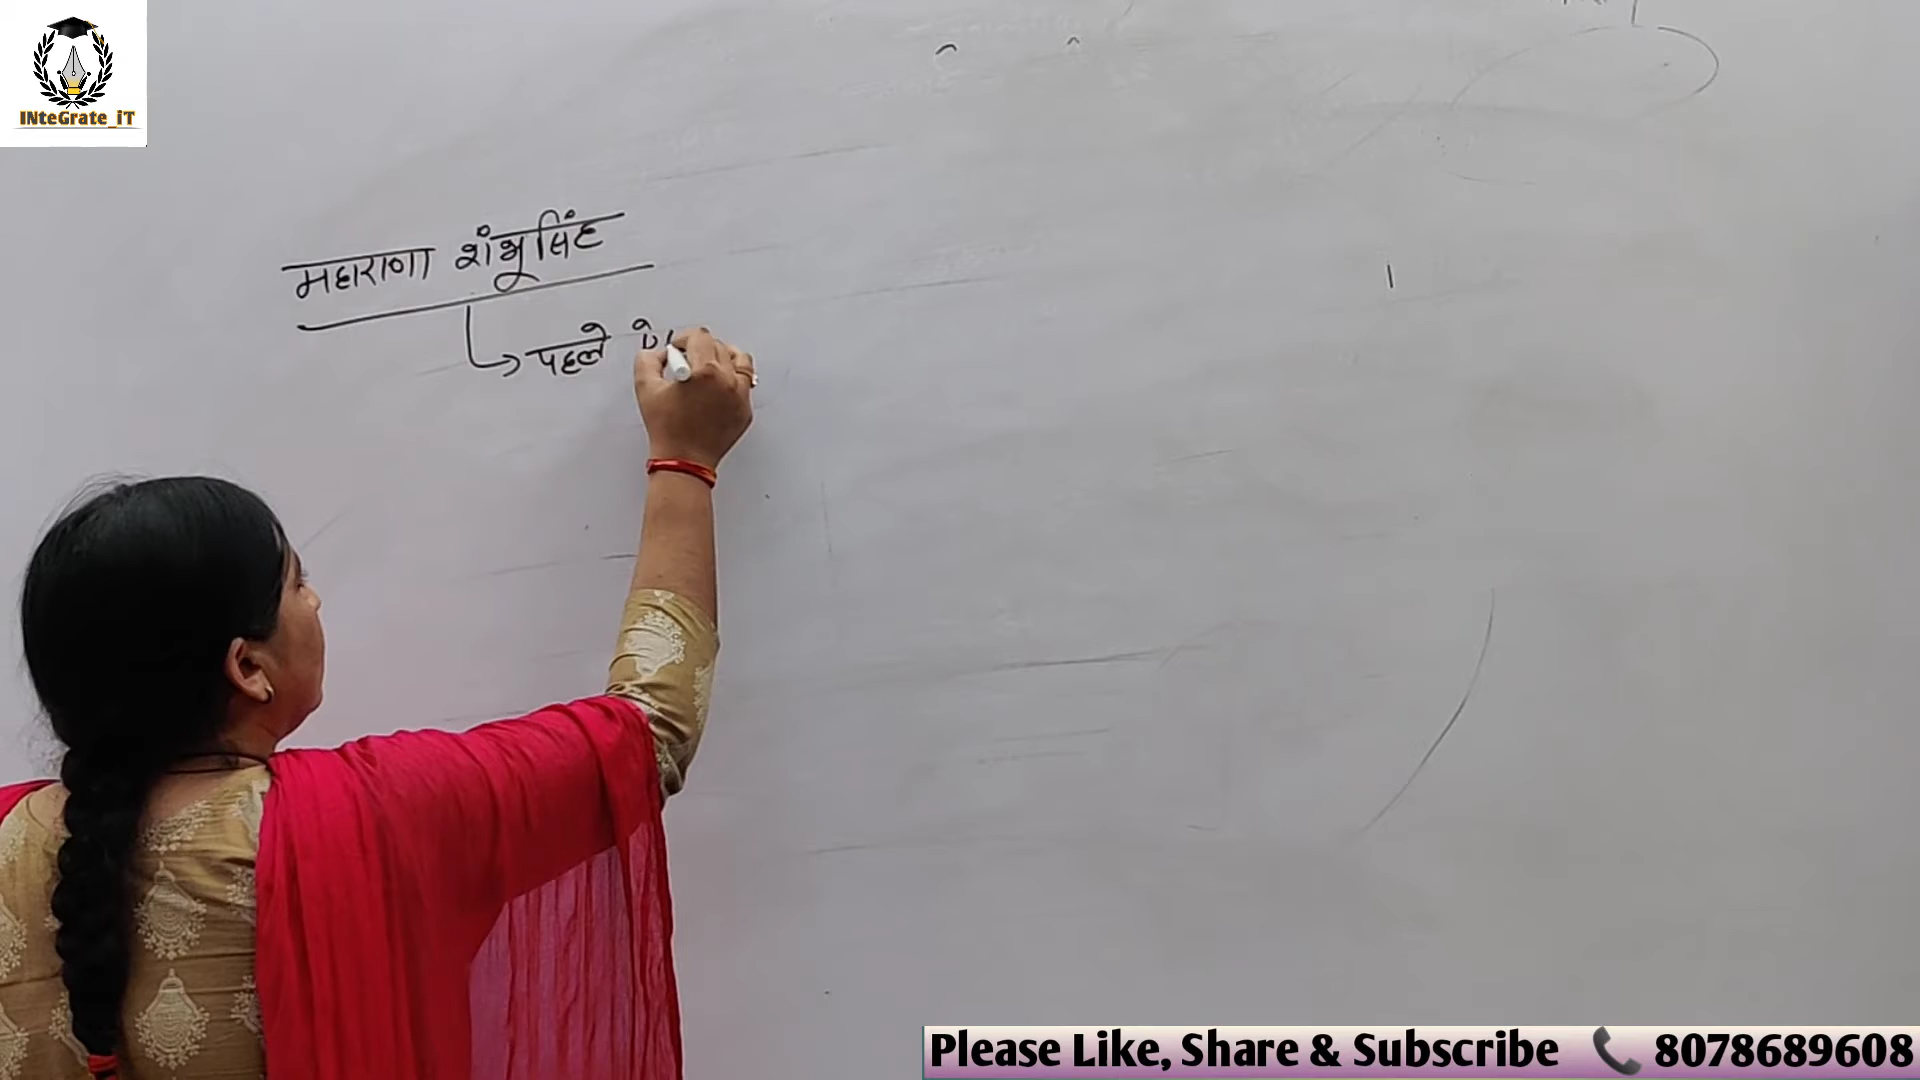 INteGrate_iT
महाराणा शंभूसिंह
पहले
Please Like, Share & Subscribe 8078689608